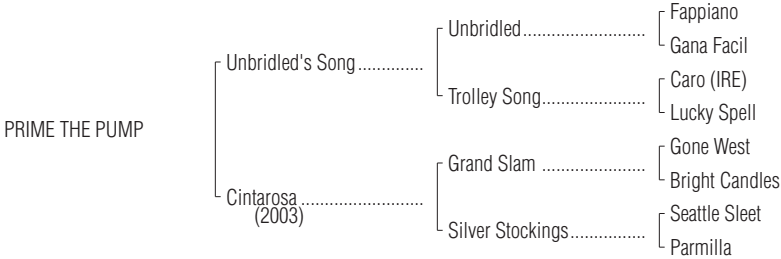 Fappiano
Unbridled........................
Gana Facil
Unbridled's Song..............
Caro (IRE)
Trolley Song.....................
Lucky Spell
PRIME THE PUMP
Gone West
Grand Slam .....................
Bright Candles
Cintarosa .........................
(2003)
Seattle Sleet
Silver Stockings...............
Parmilla